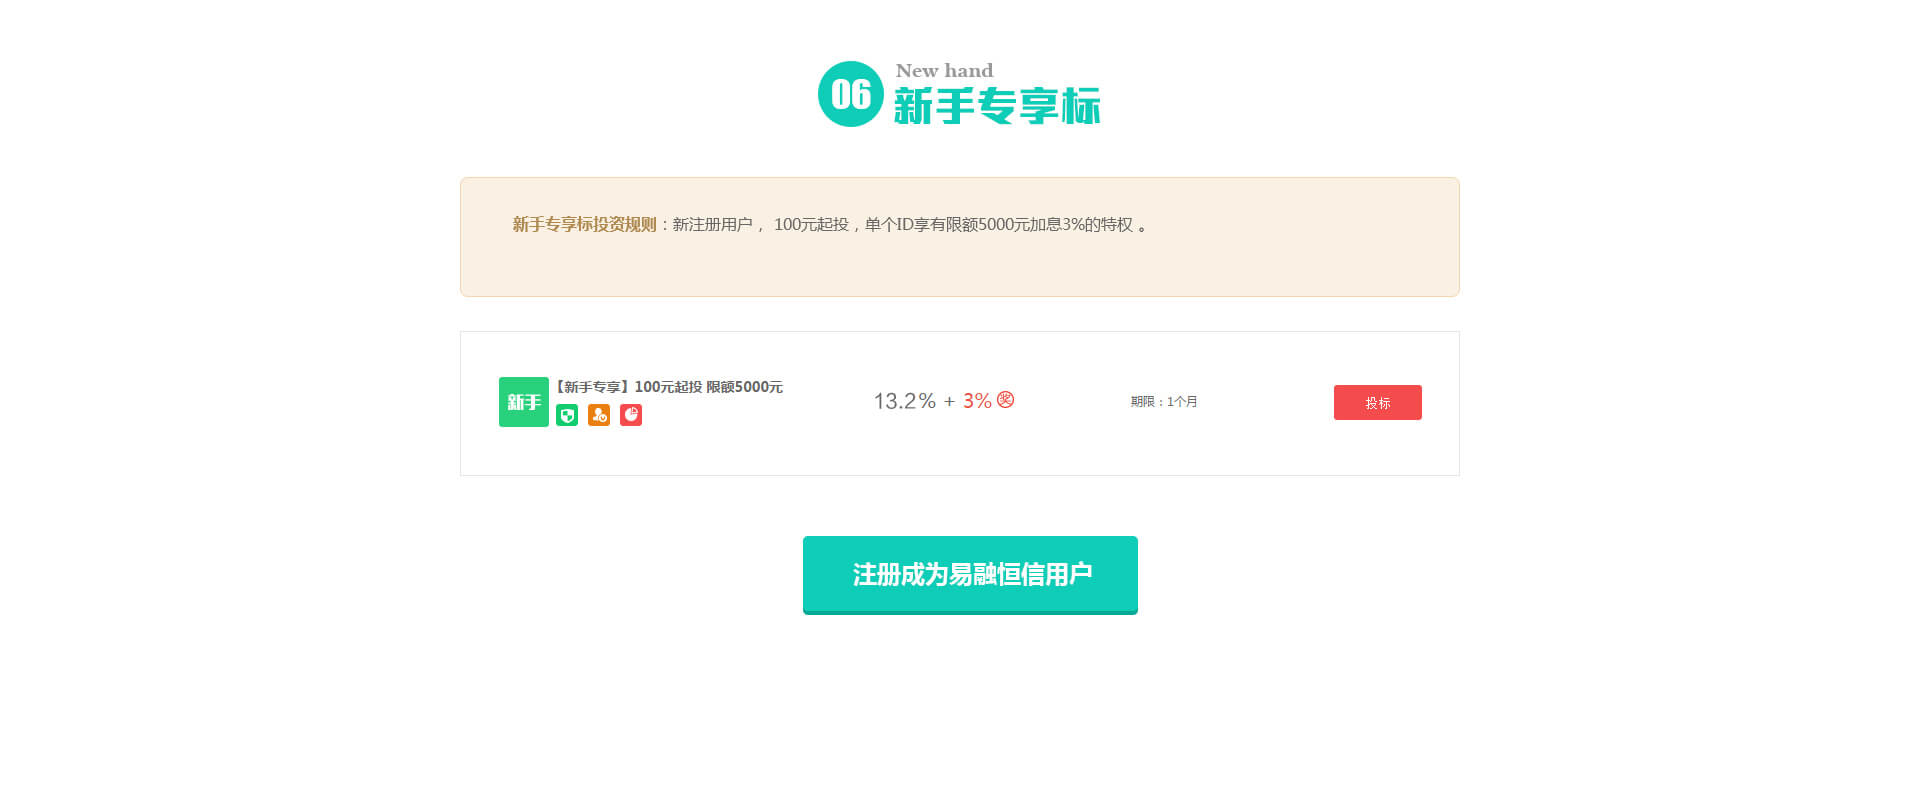 06
New hand
新手专享标
新手专享标投资规则：新注册用户， 100元起投，单个ID享有限额5000元加息3%的特权 。
新手
【新手专享】100元起投 限额5000元
13.2% + 3% 奖
期限：1个月
投标
注册成为易融恒信用户